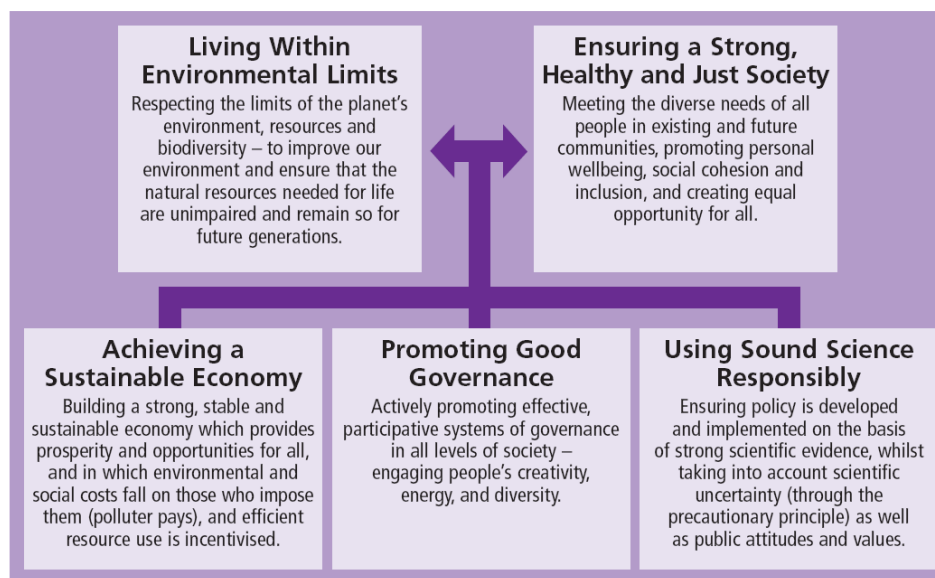 Living Within
Environmental Limits
Respecting the limits of the planet's
environment, resources and
biodiversity – to improve our
environment and ensure that the
natural resources needed for life
are unimpaired and remain so for
future generations.
Ensuring a Strong,
Healthy and Just Society
Meeting the diverse needs of all
people in existing and future
communities, promoting personal
wellbeing, social cohesion and
inclusion, and creating equal
opportunity for all.
Achieving a
Sustainable Economy
Building a strong, stable and
sustainable economy which provides
prosperity and opportunities for all,
and in which environmental and
social costs fall on those who impose
them (polluter pays), and efficient
resource use is incentivised.
Promoting Good
Governance
Actively promoting effective,
participative systems of governance
in all levels of society –
engaging people's creativity,
energy, and diversity.
Using Sound Science
Responsibly
Ensuring policy is developed
and implemented on the basis
of strong scientific evidence, whilst
taking into account scientific
uncertainty (through the
precautionary principle) as well
as public attitudes and values.